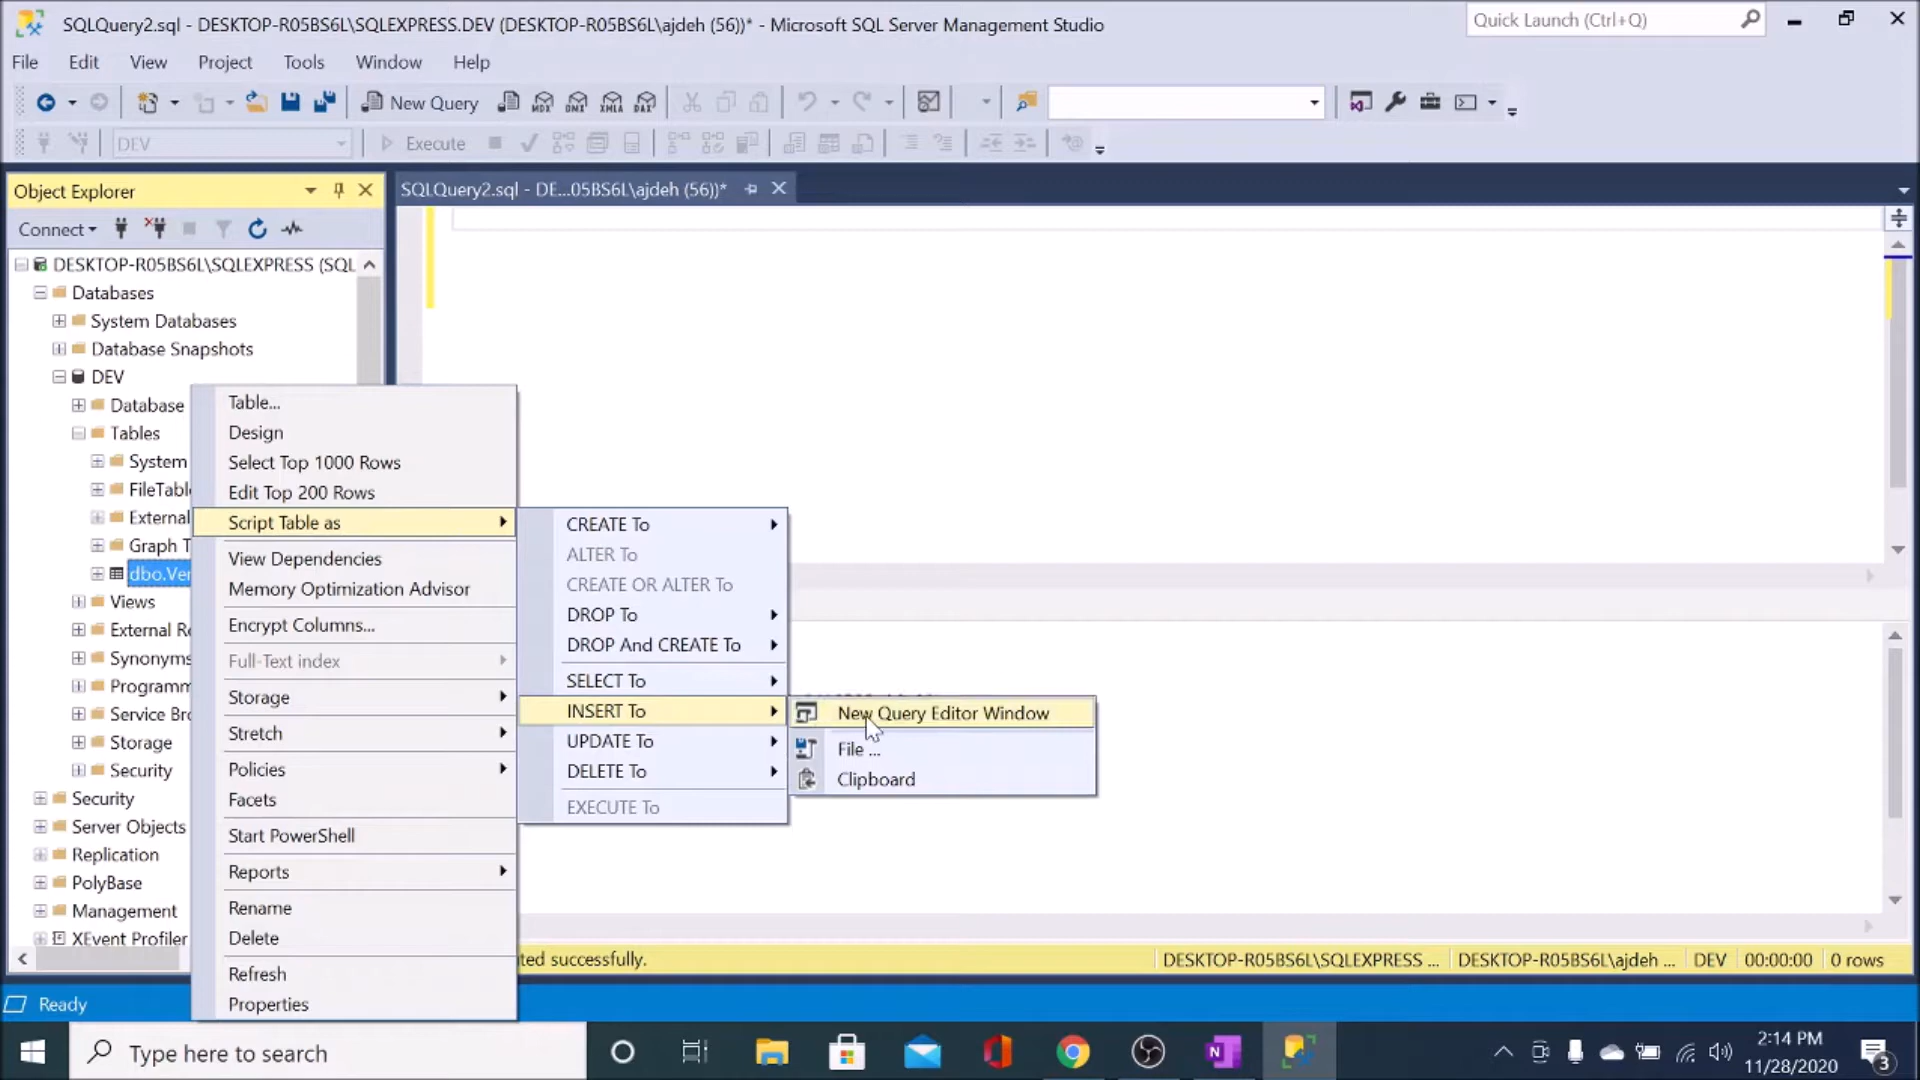 SQLQuery2.sql - DESKTOP-R05BS6L\SQLEXPRESS.DEV (DESKTOP-R05BS6L\ajdeh (56))* - Microsoft SQL Server Management Studio
Quick Launch (Ctrl+Q)
File Edit View Project Tools Window Help
New Query MDX DMX XMLA DAX
DEV Execute
Object Explorer
SQLQuery2.sql - DE...05BS6L\ajdeh (56))*
Connect
DESKTOP-R05BS6L\SQLEXPRESS (SQL
Databases
System Databases
Database Snapshots
DEV
Database
Tables
System
FileTabl
External
Graph T
dbo.Ven
Views
External Re
Synonyms
Programm
Service Bro
Storage
Security
Security
Server Objects
Replication
PolyBase
Management
XEvent Profiler
Table...
Design
Select Top 1000 Rows
Edit Top 200 Rows
Script Table as
View Dependencies
Memory Optimization Advisor
Encrypt Columns...
Full-Text index
Storage
Stretch
Policies
Facets
Start PowerShell
Reports
Rename
Delete
Refresh
Properties
CREATE To
ALTER To
CREATE OR ALTER To
DROP To
DROP And CREATE To
SELECT To
INSERT To
UPDATE To
DELETE To
EXECUTE To
New Query Editor Window
File ...
Clipboard
ted successfully.
DESKTOP-R05BS6L\SQLEXPRESS ... DESKTOP-R05BS6L\ajdeh ... DEV 00:00:00 0 rows
Ready
Type here to search
2:14 PM
11/28/2020
3